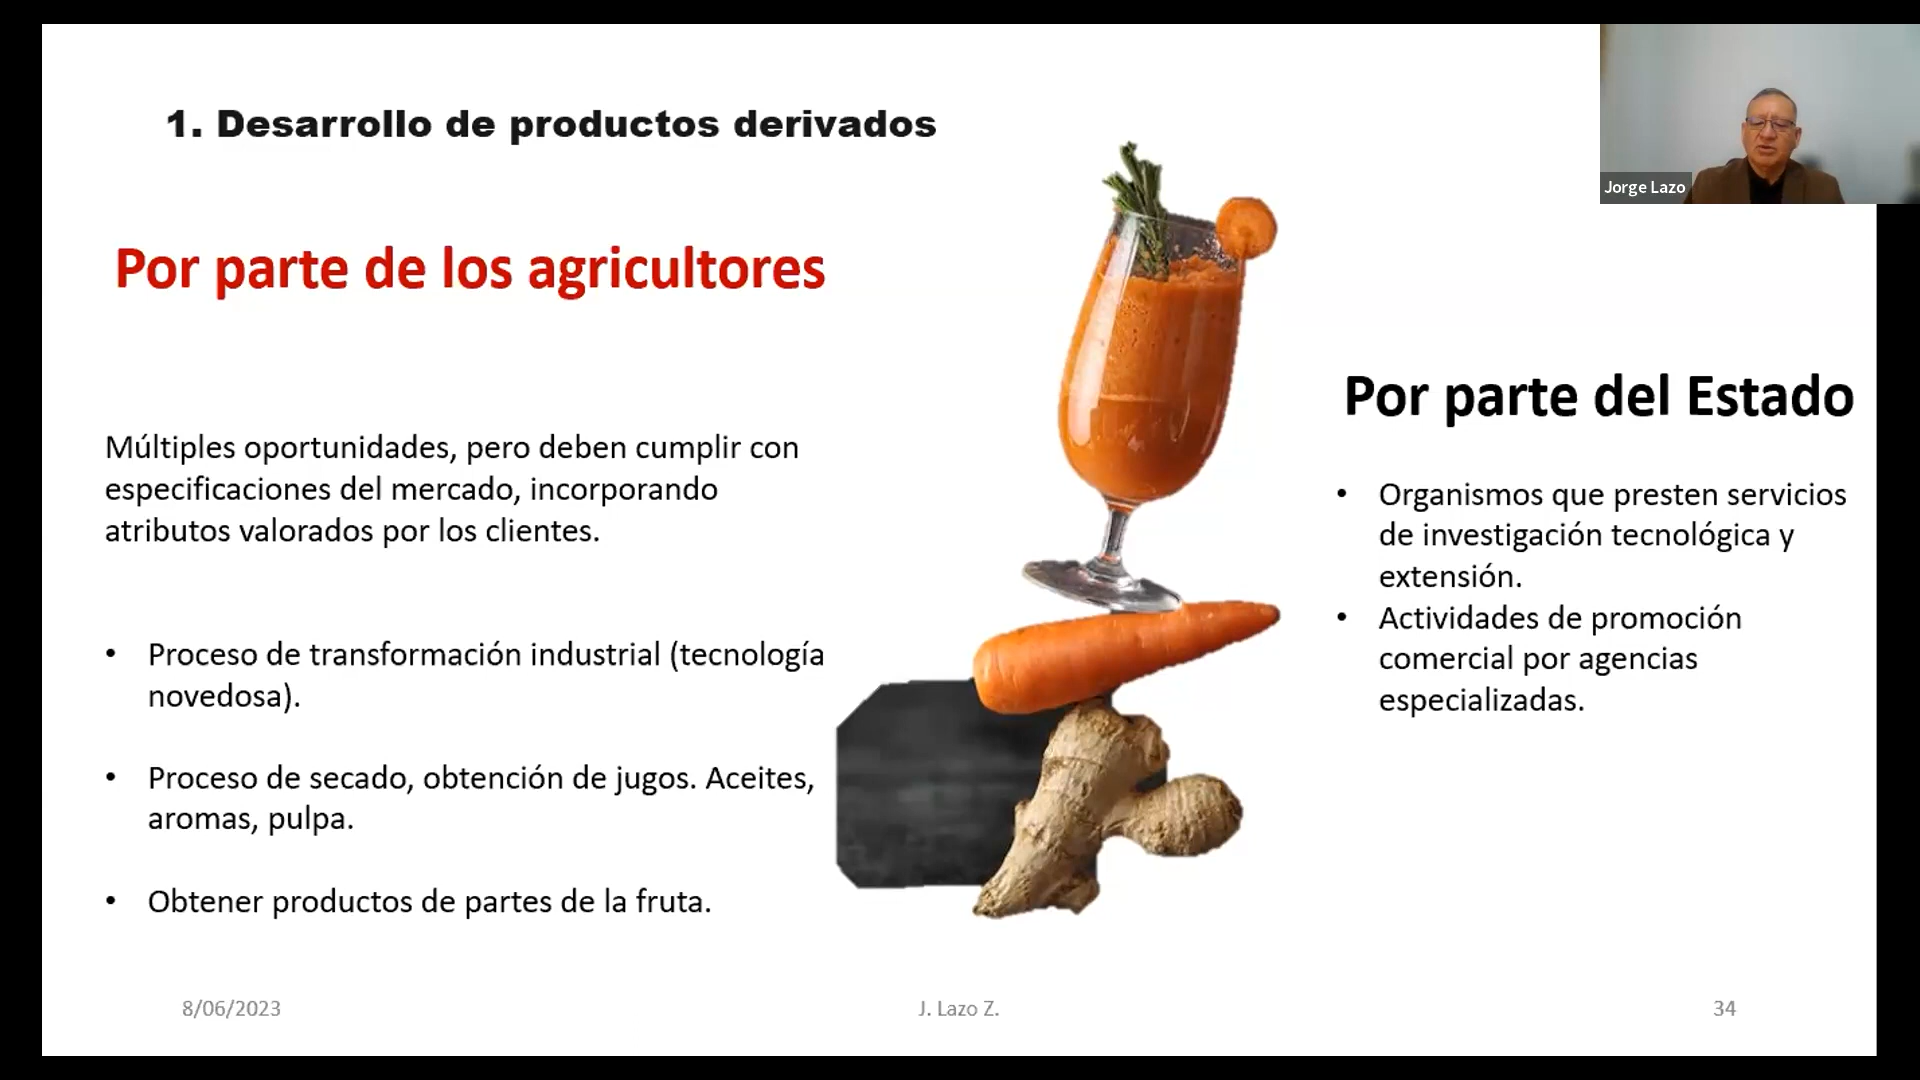 1. Desarrollo de productos derivados
Jorge Lazo
Por parte de los agricultores
Múltiples oportunidades, pero deben cumplir con
especificaciones del mercado, incorporando
atributos valorados por los clientes.
• Proceso de transformación industrial (tecnología
novedosa).
• Proceso de secado, obtención de jugos. Aceites,
aromas, pulpa.
• Obtener productos de partes de la fruta.
Por parte del Estado
• Organismos que presten servicios
de investigación tecnológica y
extensión.
• Actividades de promoción
comercial por agencias
especializadas.
8/06/2023
J. Lazo Z.
34